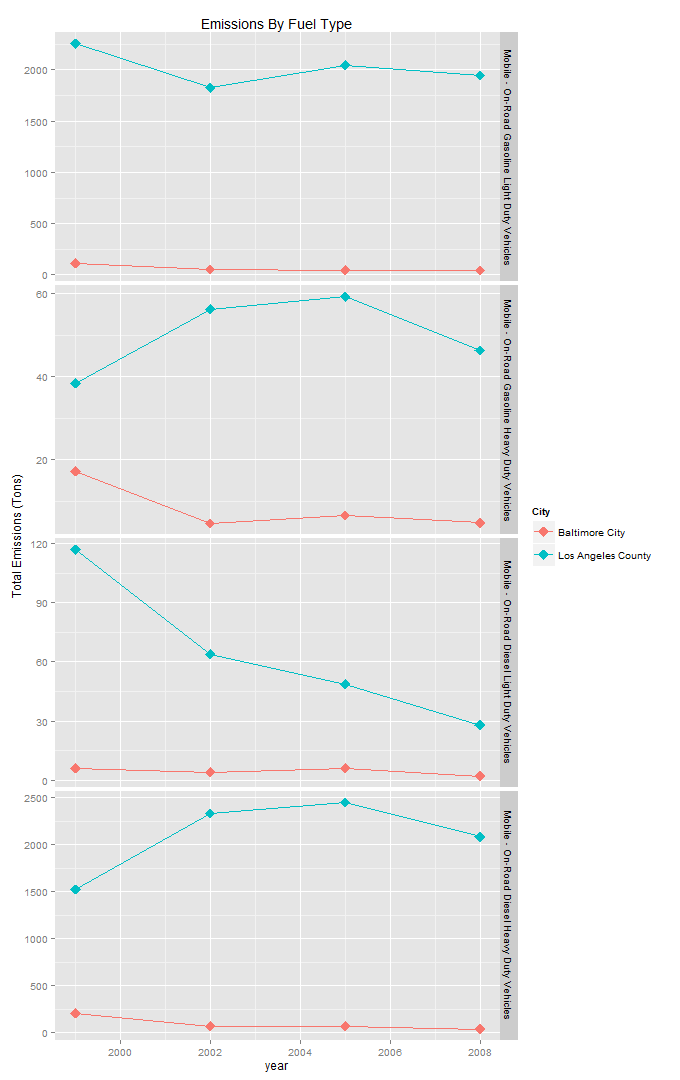 Emissions By Fuel Type
2000
1500
1000
500
0
Mobile - On-Road Gasoline Light Duty Vehicles
60
40
20
Mobile - On-Road Gasoline Heavy Duty Vehicles
Total Emissions (Tons)
City
Baltimore City
Los Angeles County
120
90
60
30
0
Mobile - On-Road Diesel Light Duty Vehicles
2500
2000
1500
1000
500
0
Mobile - On-Road Diesel Heavy Duty Vehicles
2000
2002
2004
2006
2008
year